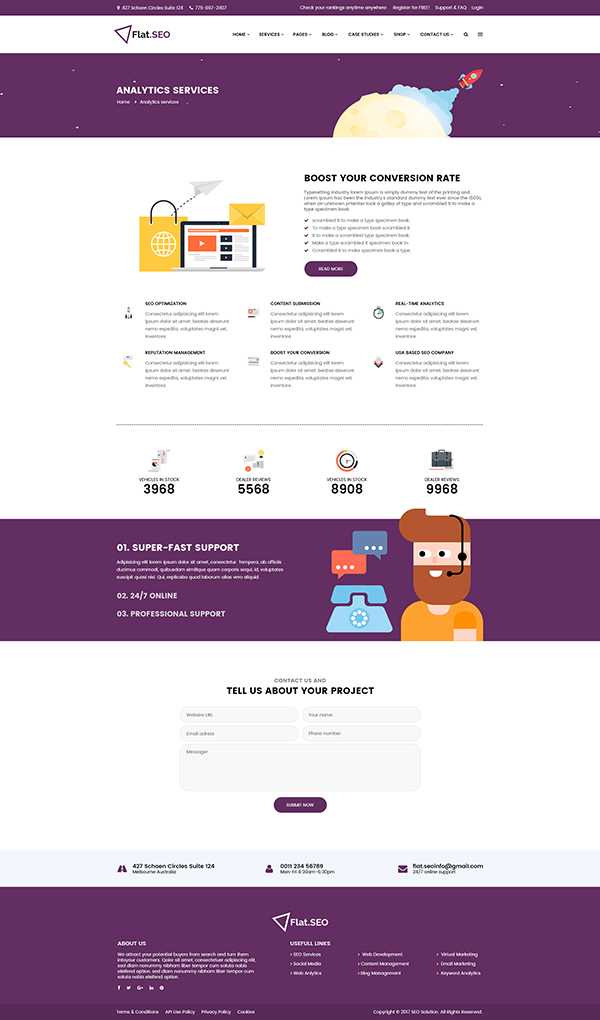 427 Schoen Circles Suite 124 779-897-2407 Check your rankings anytime anywhere Register for FREE! Support & FAQ Login
Flat.SEO HOME SERVICES PAGES BLOG CASE STUDIES SHOP CONTACT US
ANALYTICS SERVICES
Home Analytics services
BOOST YOUR CONVERSION RATE
Typesetting industry lorem Ipsum is simply dummy text of the printing and
Lorem Ipsum has been the industry's standard dummy text ever since the 1500s,
when an unknown prtenter took a galley of type and scrambled it to make a
type specimen book
scrambled it to make a type specimen book.
To make a type specimen book scrambled it.
It to make a scrambled type specimen book.
Make a type scrambled it specimen book to.
Ccrambled it to make specimen book a type
READ MORE
SEO OPTIMIZATION
Consectetur adipisicing elit lorem
ipsum dolor sit amet, beatae deserunt
nemo expedita, voluptates magni vel,
inventore.
CONTENT SUBMISSION
Consectetur adipisicing elit lorem
ipsum dolor sit amet, beatae deserunt
nemo expedita, voluptates magni vel,
inventore.
REAL-TIME ANALYTICS
Consectetur adipisicing elit lorem
ipsum dolor sit amet, beatae deserunt
nemo expedita, voluptates magni vel,
inventore.
REPUTATION MANAGEMENT
Consectetur adipisicing elit lorem
ipsum dolor sit amet, beatae deserunt
nemo expedita, voluptates magni vel,
inventore.
BOOST YOUR CONVERSION
Consectetur adipisicing elit lorem
ipsum dolor sit amet, beatae deserunt
nemo expedita, voluptates magni vel,
inventore.
USA BASED SEO COMPANY
Consectetur adipisicing elit lorem
ipsum dolor sit amet, beatae deserunt
nemo expedita, voluptates magni vel,
inventore.
VEHICLES IN STOCK
3968
DEALER REVIEWS
5568
VEHICLES IN STOCK
8908
DEALER REVIEWS
9968
01. SUPER-FAST SUPPORT
Adipisicing elit lorem ipsum dolor sit amet, consectetur. Tempora, ab officiis
ducimus commodi, quibusdam similique quam corporis sequi, id, voluptates
suscipit quasi nisi. Qui, explicabo quod laborum alias vero aliquid.
02. 24/7 ONLINE
03. PROFESSIONAL SUPPORT
CONTACT US AND
TELL US ABOUT YOUR PROJECT
Website URL Your name
Email adress Phone number
Messager
SUBMIT NOW
427 Schoen Circles Suite 124
Melbourne Australia
0011 234 56789
Mon-Fri 8:30am-6:30pm
flat.seoinfo@gmail.com
24/7 online support
Flat.SEO
ABOUT US
We attract your potential buyers from search and turn them
intoyour customers. Qolor sit amet, consectetuer adipiscing elit,
sed diam nonummy nibham liber tempor cum soluta nobis
eleifend option. sed diam nonummy nibham liber tempor cum
soluta nobis eleifend option.
USEFULL LINKS
SEO Services Web Development Virtual Marketing
Social Media Content Management Email Marketing
Web Anlytics Blog Management Keyword Analytics
Terms & Conditions API Use Policy Privacy Policy Cookies Copyright © 2017 SEO Solution. All Rights Reserved.